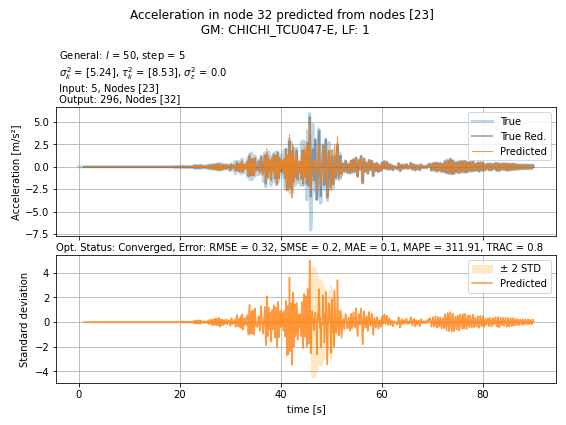 Acceleration in node 32 predicted from nodes [23]
GM: CHICHI_TCU047-E, LF: 1
General: l = 50, step = 5
σ²ₖ = [5.24], τ²ₖ = [8.53], σ²ε = 0.0
Input: 5, Nodes [23]
Output: 296, Nodes [32]
Acceleration [m/s²]
5.0
2.5
0.0
−2.5
−5.0
−7.5
True
True Red.
Predicted
Opt. Status: Converged, Error: RMSE = 0.32, SMSE = 0.2, MAE = 0.1, MAPE = 311.91, TRAC = 0.8
Standard deviation
4
2
0
−2
−4
± 2 STD
Predicted
0
20
40
60
80
time [s]